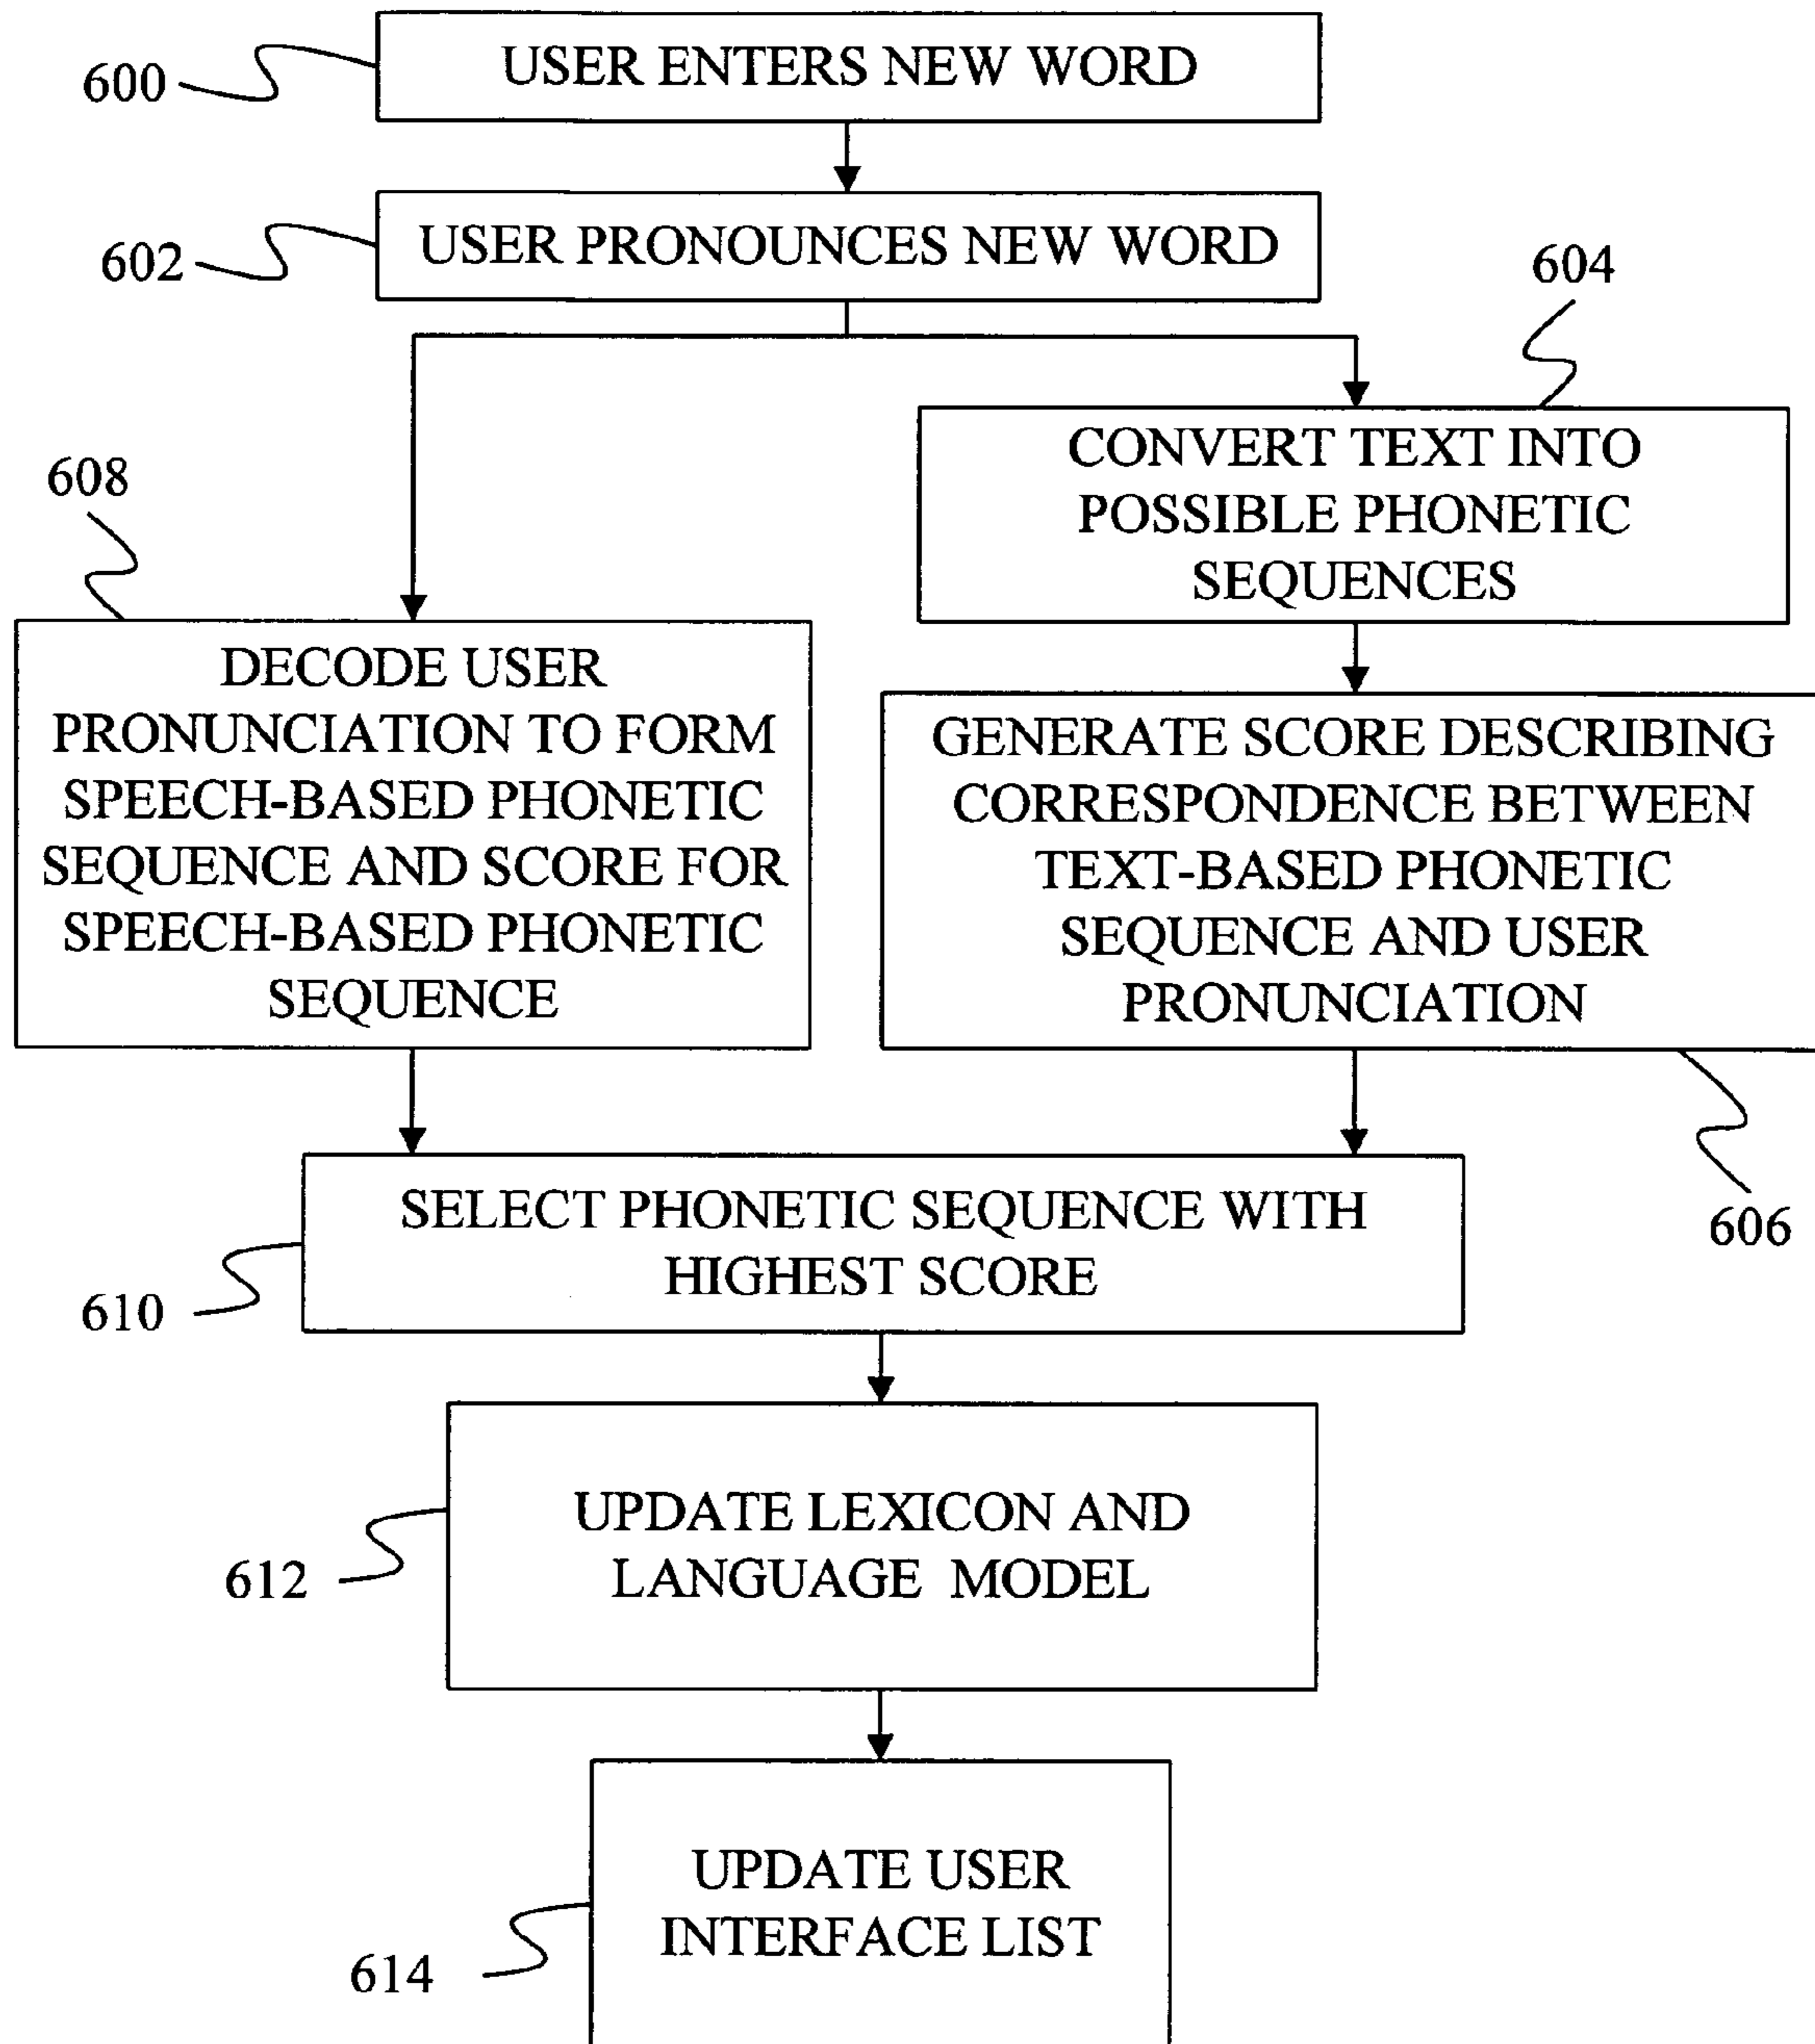 USER ENTERS NEW WORD
600
USER PRONOUNCES NEW WORD
602
604
CONVERT TEXT INTO
POSSIBLE PHONETIC
SEQUENCES
608
DECODE USER
PRONUNCIATION TO FORM
SPEECH-BASED PHONETIC
SEQUENCE AND SCORE FOR
SPEECH-BASED PHONETIC
SEQUENCE
GENERATE SCORE DESCRIBING
CORRESPONDENCE BETWEEN
TEXT-BASED PHONETIC
SEQUENCE AND USER
PRONUNCIATION
606
SELECT PHONETIC SEQUENCE WITH
HIGHEST SCORE
610
UPDATE LEXICON AND
LANGUAGE MODEL
612
UPDATE USER
INTERFACE LIST
614